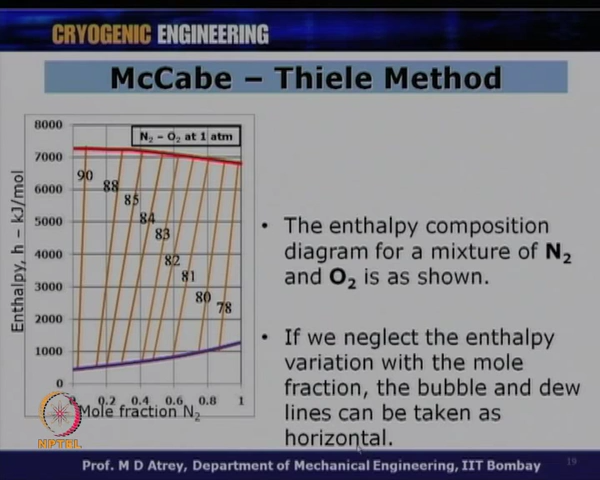 CRYOGENIC ENGINEERING
McCabe – Thiele Method
8000
7000
6000
5000
4000
3000
2000
1000
0
Enthalpy, h – kJ/mol
N₂ – O₂ at 1 atm
90
88
85
84
83
82
81
80
78
0 0.2 0.4 0.6 0.8 1
Mole fraction N₂
• The enthalpy composition
diagram for a mixture of N₂
and O₂ is as shown.
• If we neglect the enthalpy
variation with the mole
fraction, the bubble and dew
lines can be taken as
horizontal.
NPTEL
Prof. M D Atrey, Department of Mechanical Engineering, IIT Bombay
19